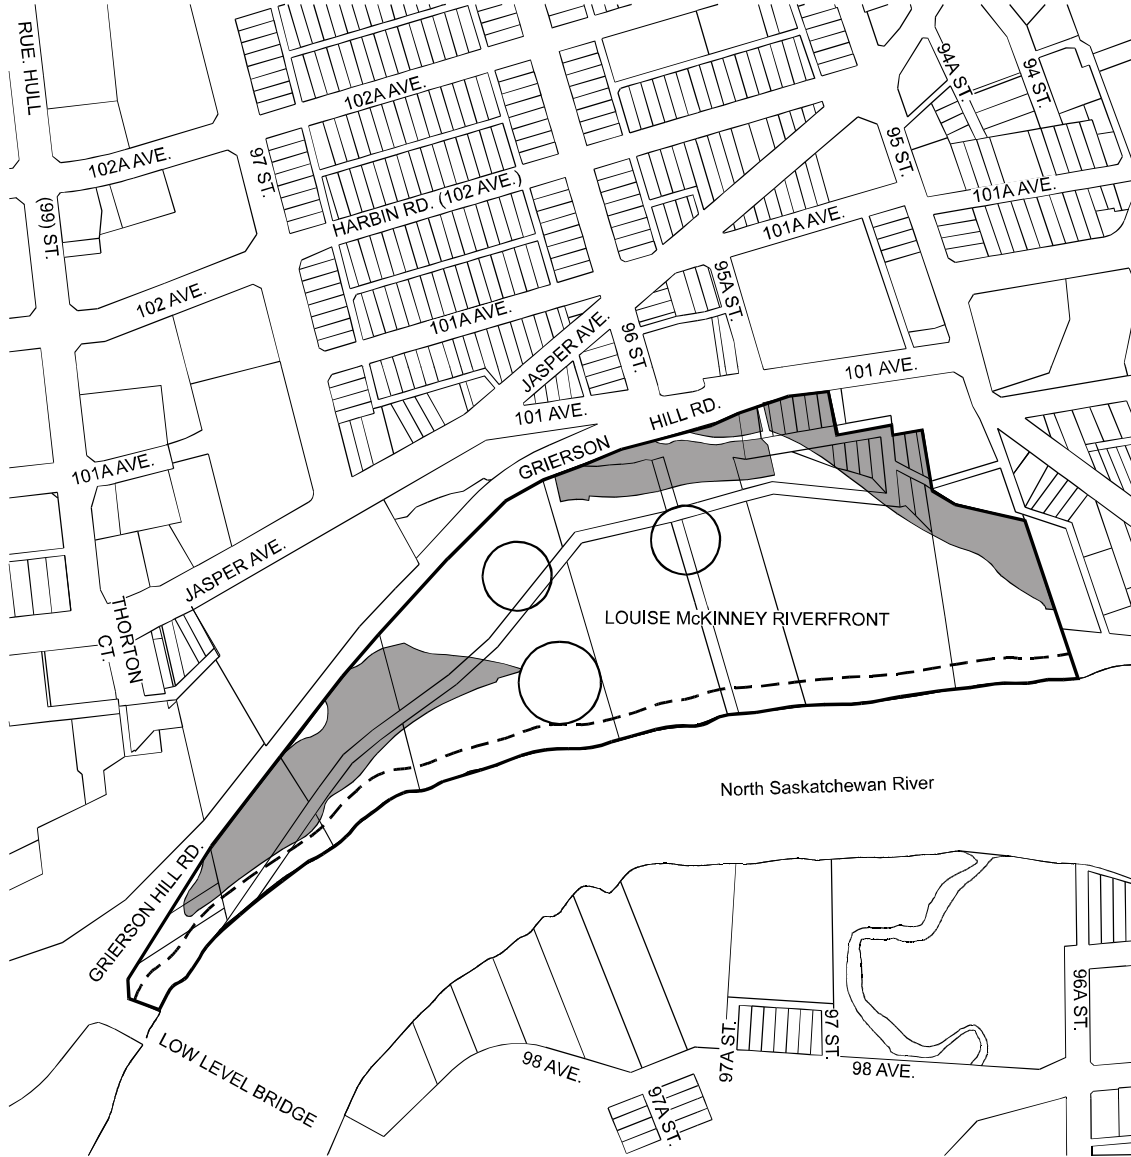 RUE. HULL
94A ST.
94 ST.
102A AVE.
102A AVE.
97 ST.
95 ST.
HARBIN RD. (102 AVE.)
101A AVE.
(99) ST.
101A AVE.
95A ST.
102 AVE.
101A AVE.
96 ST.
JASPER AVE.
101 AVE.
101 AVE.
HILL RD.
GRIERSON
101A AVE.
JASPER AVE.
THORTON
CT.
LOUISE McKINNEY RIVERFRONT
North Saskatchewan River
GRIERSON HILL RD.
LOW LEVEL BRIDGE
98 AVE.
97A ST.
97 ST.
98 AVE.
96A ST.
97A ST.